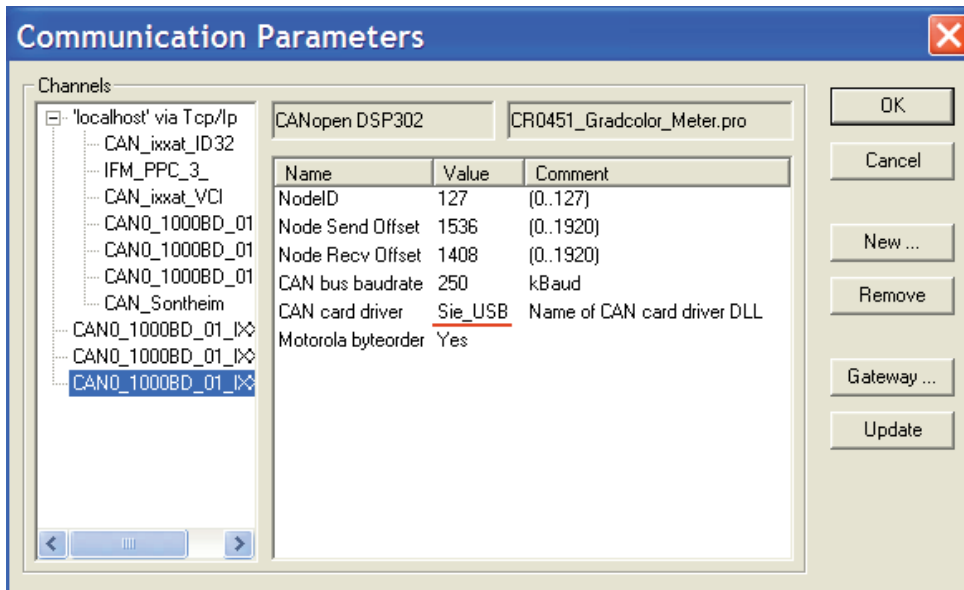 Communication Parameters
Channels
'localhost' via Tcp/Ip
CAN_ixxat_ID32
IFM_PPC_3_
CAN_ixxat_VCI
CAN0_1000BD_01
CAN0_1000BD_01
CAN0_1000BD_01
CAN_Sontheim
CAN0_1000BD_01_IX
CAN0_1000BD_01_IX
CAN0_1000BD_01_IX
CANopen DSP302 CR0451_Gradcolor_Meter.pro
Name Value Comment
NodeID 127 (0..127)
Node Send Offset 1536 (0..1920)
Node Recv Offset 1408 (0..1920)
CAN bus baudrate 250 kBaud
CAN card driver Sie_USB Name of CAN card driver DLL
Motorola byteorder Yes
OK
Cancel
New ...
Remove
Gateway ...
Update